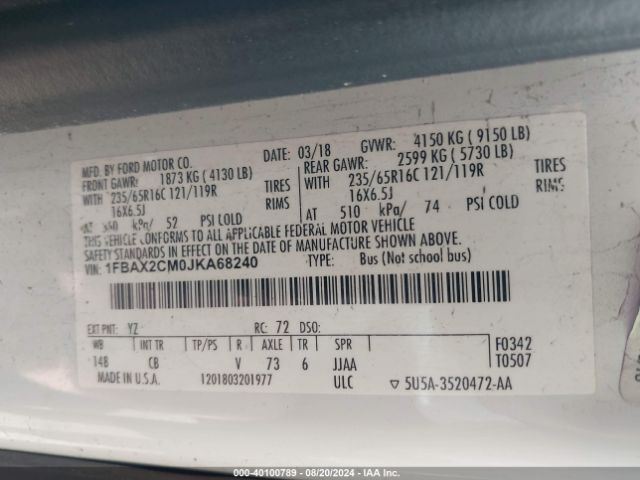 MFD. BY FORD MOTOR CO.
DATE: 03/18 GVWR: 4150 KG ( 9150 LB)
FRONT GAWR: 1873 KG ( 4130 LB)
REAR GAWR: 2599 KG ( 5730 LB)
WITH 235/65R16C 121/119R TIRES
16X6.5J RIMS
WITH 235/65R16C 121/119R TIRES
16X6.5J RIMS
AT kPa/ 52 PSI COLD
AT 510 kPa/ 74 PSI COLD
THIS VEHICLE CONFORMS TO ALL APPLICABLE FEDERAL MOTOR VEHICLE
SAFETY STANDARDS IN EFFECT ON THE DATE OF MANUFACTURE SHOWN ABOVE.
VIN: 1FBAX2CM0JKA68240
TYPE: Bus (Not school bus)
EXT PNT: YZ RC: 72 DSO:
WB INT TR TP/PS R AXLE TR SPR
148 CB V 73 6 JJAA
F0342
T0507
MADE IN U.S.A. 1201803201977 ULC ▽ 5U5A-3520472-AA
000-40100789 - 08/20/2024 - IAA Inc.